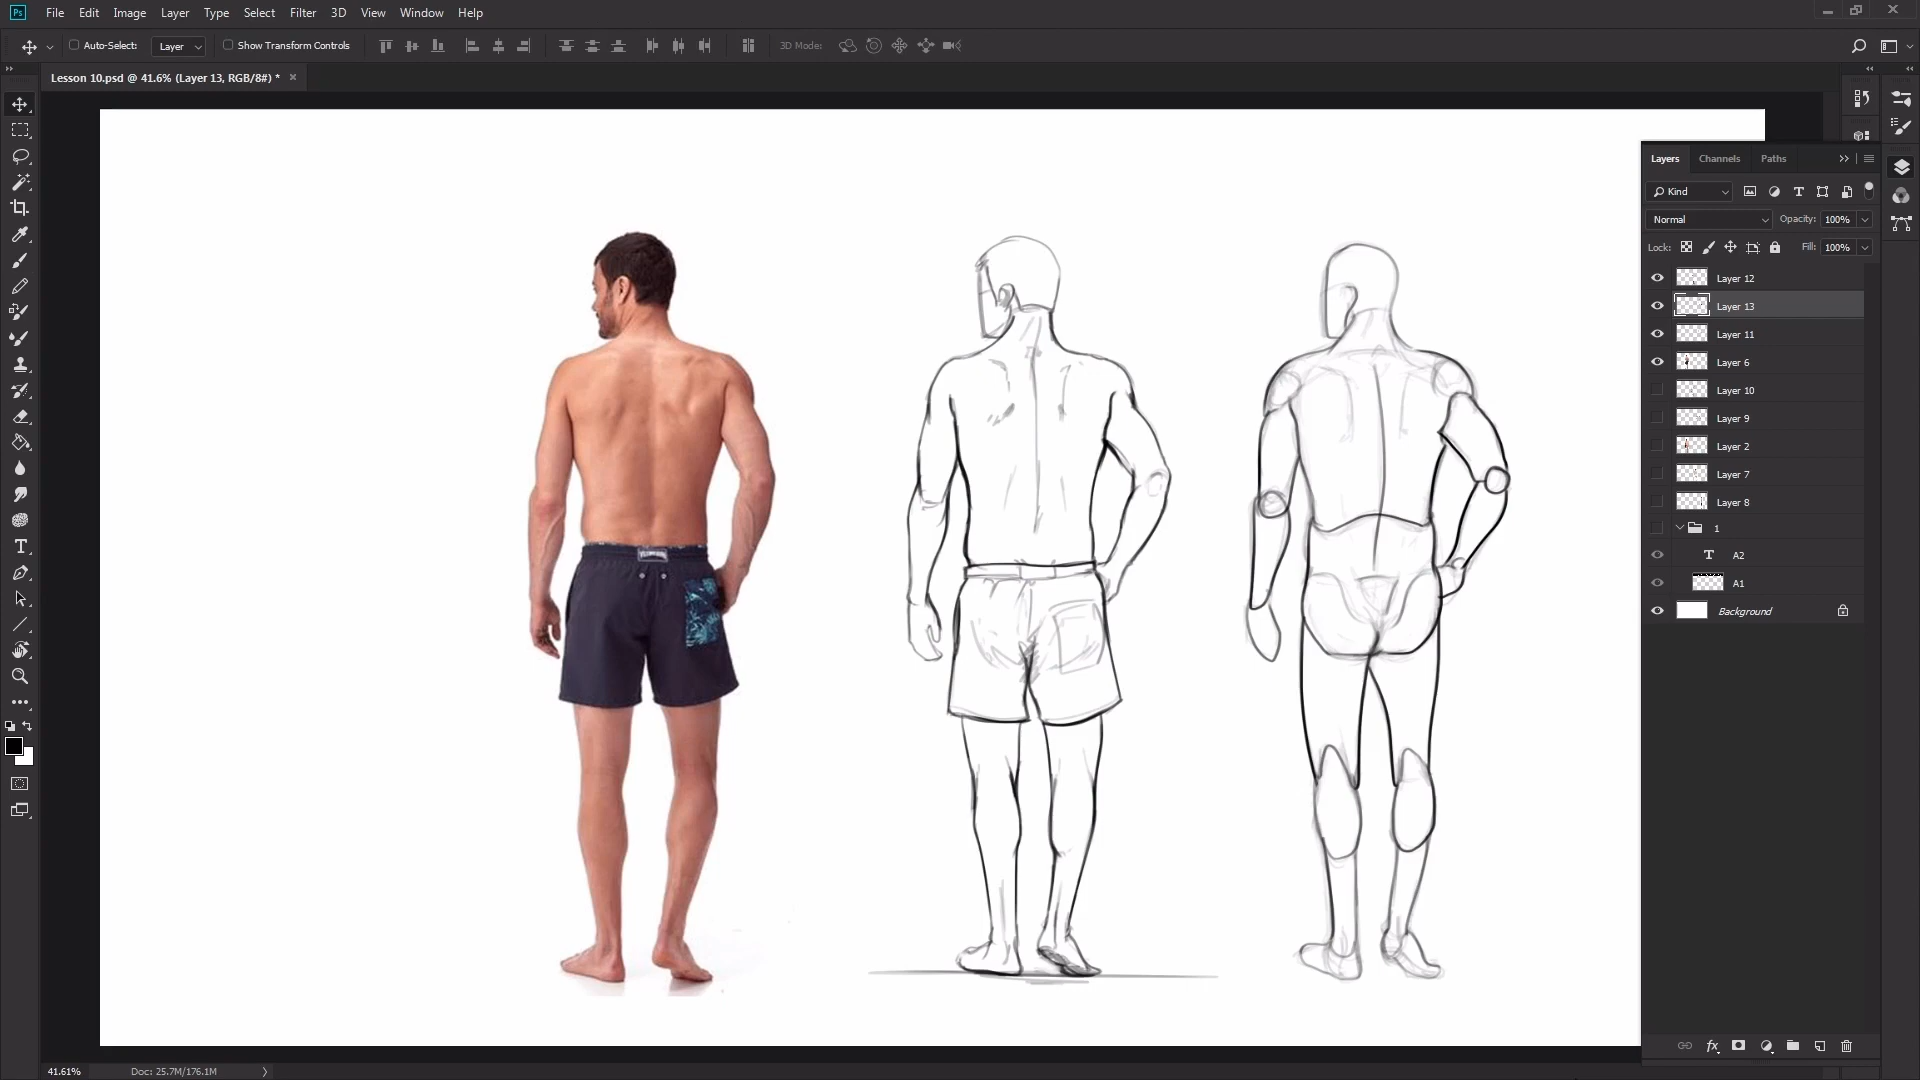 Ps File Edit Image Layer Type Select Filter 3D View Window Help
Auto-Select: Layer Show Transform Controls 3D Mode:
Lesson 10.psd @ 41.6% (Layer 13, RGB/8#) *
Layers Channels Paths
Kind
Normal Opacity: 100%
Lock: Fill: 100%
Layer 12
Layer 13
Layer 11
Layer 6
Layer 10
Layer 9
Layer 2
Layer 7
Layer 8
1
A2
A1
Background
41.61% Doc: 25.7M/176.1M